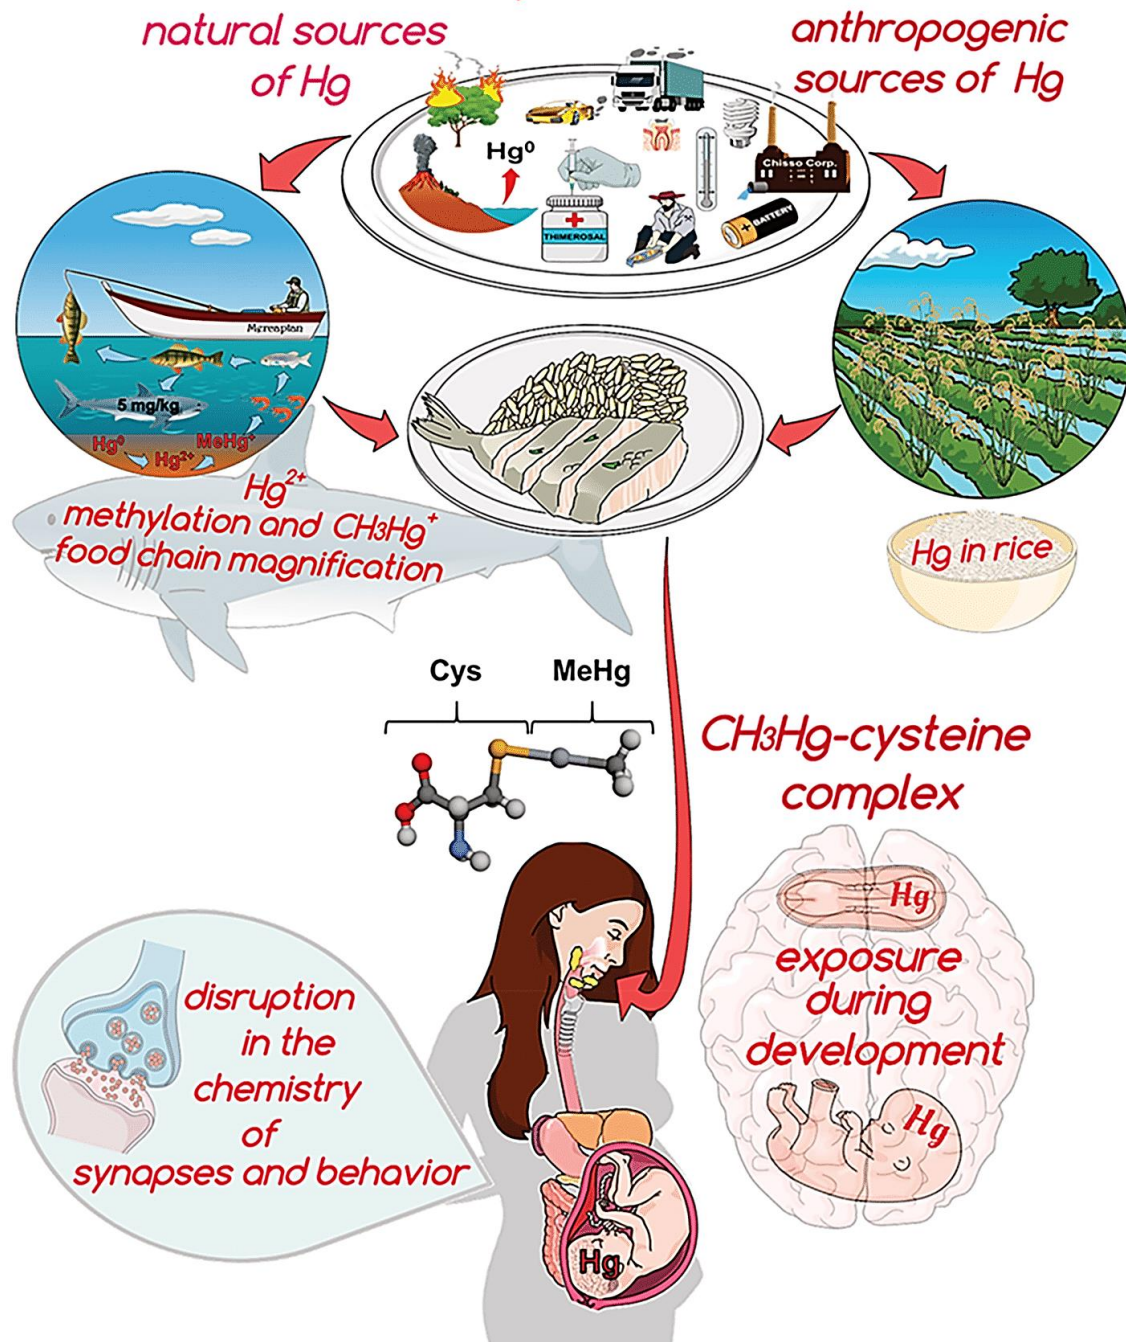 natural sources
of Hg
anthropogenic
sources of Hg
Hg⁰
THIMEROSAL
Chisso Corp.
BATTERY
Mercaplan
5 mg/kg
Hg⁰
Hg²⁺
MeHg⁺
Hg²⁺
methylation and CH₃Hg⁺
food chain magnification
Hg in rice
Cys
MeHg
CH₃Hg-cysteine
complex
Hg
exposure
during
development
Hg
disruption
in the
chemistry
of
synapses and behavior
Hg